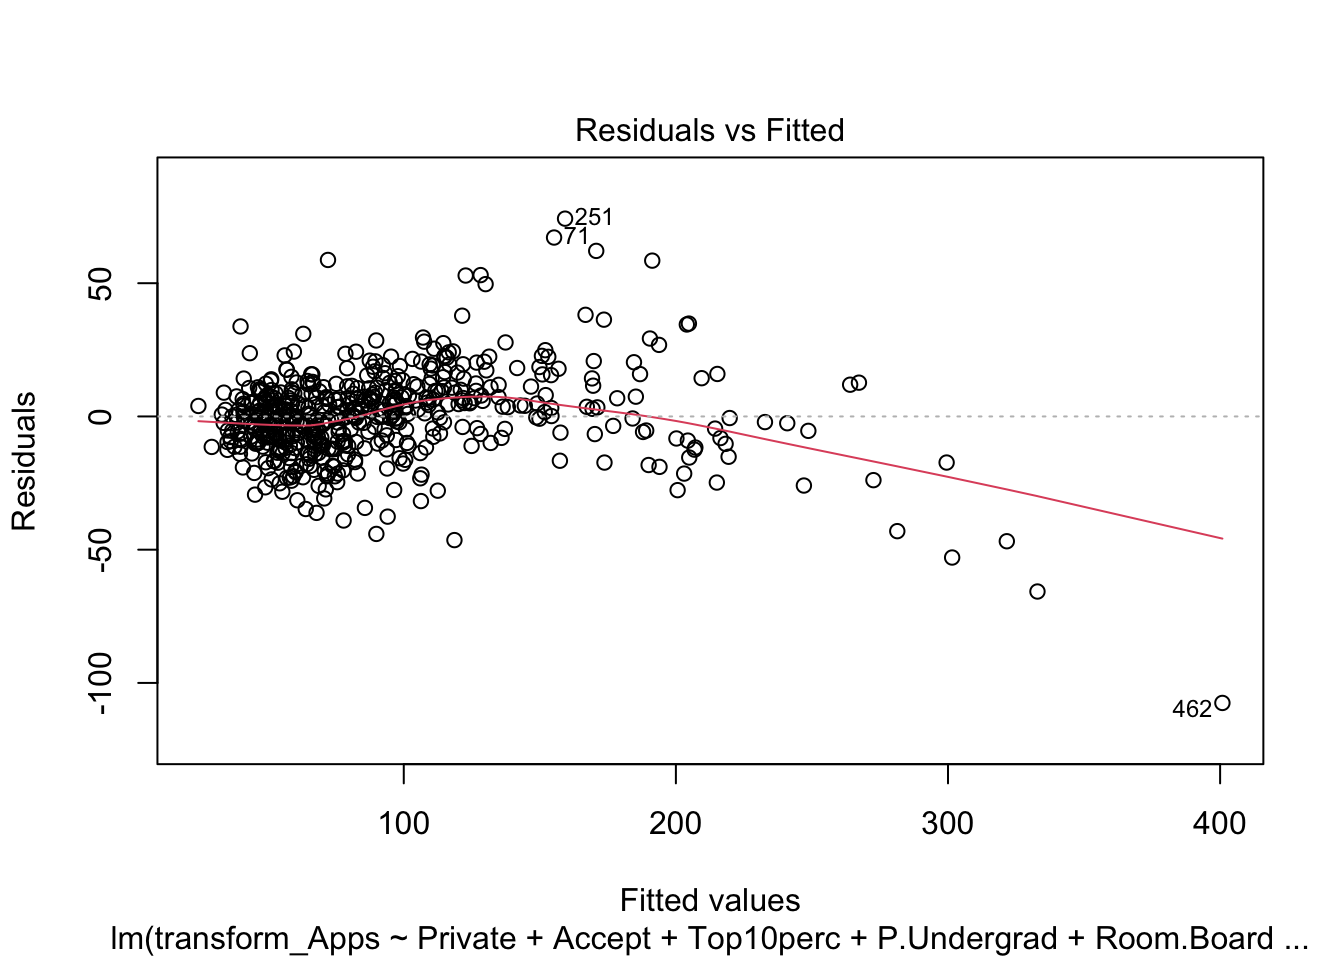 Residuals vs Fitted
251
71
462
50
0
-50
-100
Residuals
100 200 300 400
Fitted values
lm(transform_Apps ~ Private + Accept + Top10perc + P.Undergrad + Room.Board ...